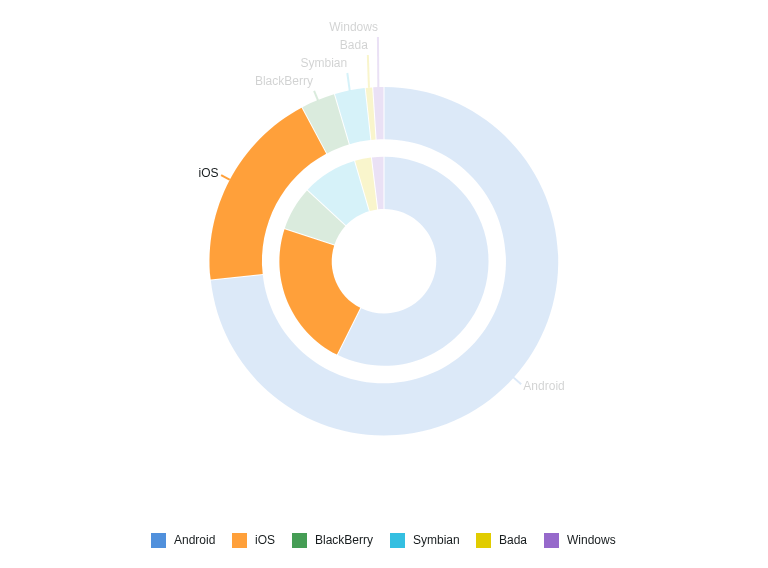 Windows
Bada
Symbian
BlackBerry
iOS
Android
Android iOS BlackBerry Symbian Bada Windows